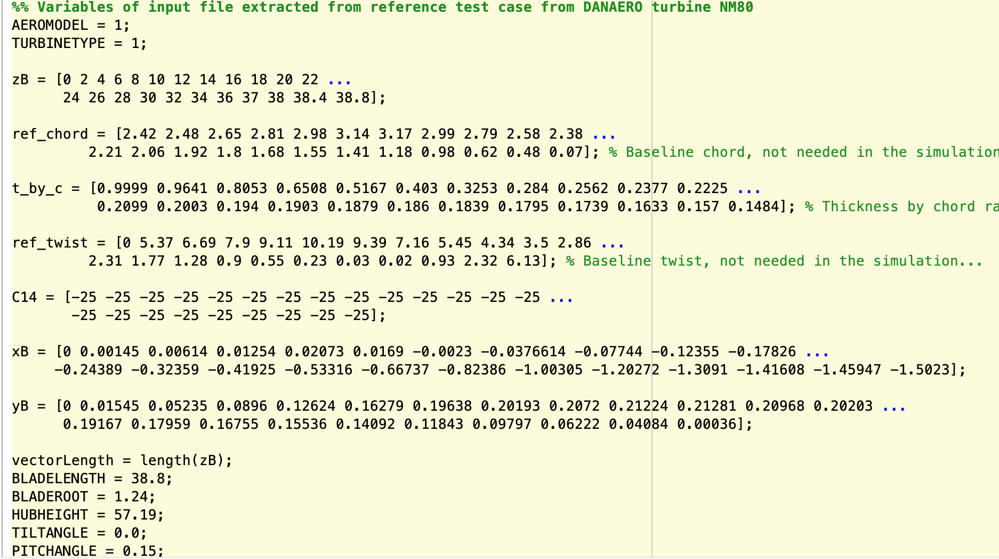 %% Variables of input file extracted from reference test case from DANAERO turbine NM80
AEROMODEL = 1;
TURBINETYPE = 1;
zB = [0 2 4 6 8 10 12 14 16 18 20 22 ...
24 26 28 30 32 34 36 37 38 38.4 38.8];
ref_chord = [2.42 2.48 2.65 2.81 2.98 3.14 3.17 2.99 2.79 2.58 2.38 ...
2.21 2.06 1.92 1.8 1.68 1.55 1.41 1.18 0.98 0.62 0.48 0.07]; % Baseline chord, not needed in the simulation
t_by_c = [0.9999 0.9641 0.8053 0.6508 0.5167 0.403 0.3253 0.284 0.2562 0.2377 0.2225 ...
0.2099 0.2003 0.194 0.1903 0.1879 0.186 0.1839 0.1795 0.1739 0.1633 0.157 0.1484]; % Thickness by chord ra
ref_twist = [0 5.37 6.69 7.9 9.11 10.19 9.39 7.16 5.45 4.34 3.5 2.86 ...
2.31 1.77 1.28 0.9 0.55 0.23 0.03 0.02 0.93 2.32 6.13]; % Baseline twist, not needed in the simulation...
C14 = [-25 -25 -25 -25 -25 -25 -25 -25 -25 -25 -25 -25 -25 -25 ...
-25 -25 -25 -25 -25 -25 -25 -25 -25];
xB = [0 0.00145 0.00614 0.01254 0.02073 0.0169 -0.0023 -0.0376614 -0.07744 -0.12355 -0.17826 ...
-0.24389 -0.32359 -0.41925 -0.53316 -0.66737 -0.82386 -1.00305 -1.20272 -1.3091 -1.41608 -1.45947 -1.5023];
yB = [0 0.01545 0.05235 0.0896 0.12624 0.16279 0.19638 0.20193 0.2072 0.21224 0.21281 0.20968 0.20203 ...
0.19167 0.17959 0.16755 0.15536 0.14092 0.11843 0.09797 0.06222 0.04084 0.00036];
vectorLength = length(zB);
BLADELENGTH = 38.8;
BLADEROOT = 1.24;
HUBHEIGHT = 57.19;
TILTANGLE = 0.0;
PITCHANGLE = 0.15;